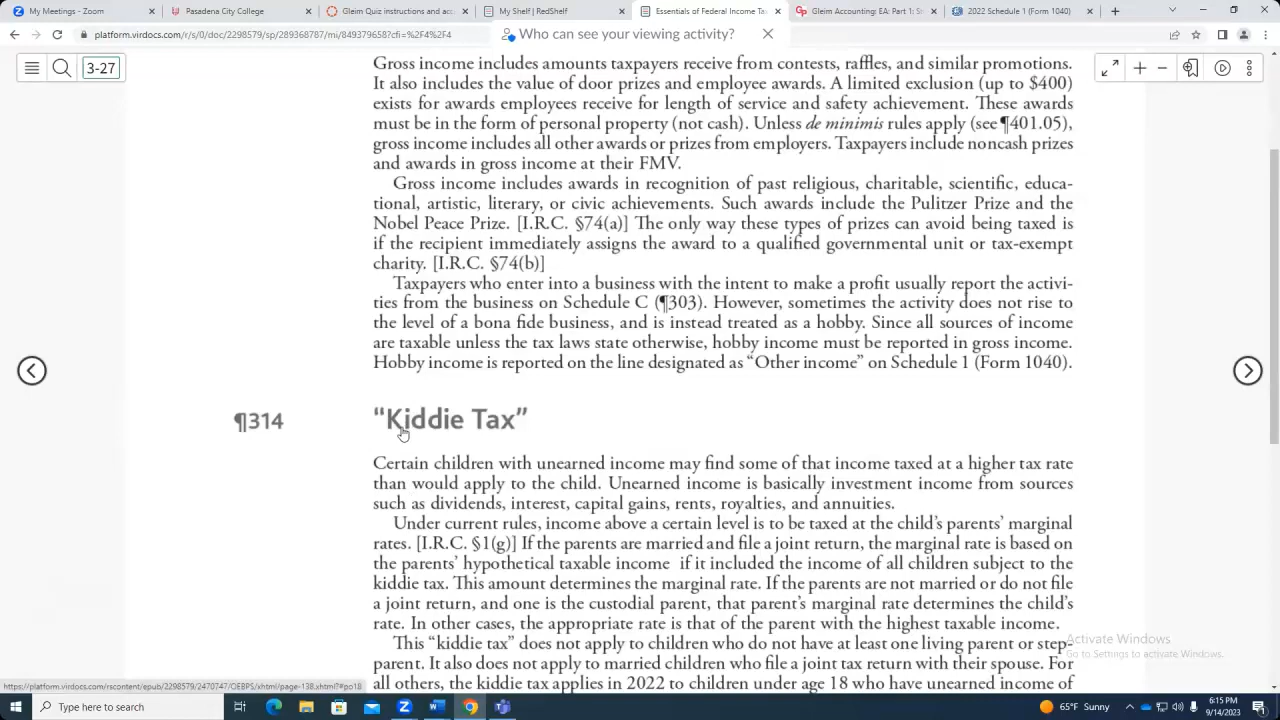 Zoom Meetings
Pasadena City College
Gleim Quiz instructions and acc
My Shelf | RedShelf
Essentials of Federal Income Ta
Gleim Accounting EA: Part 1: S
2022 Schedule 1 (Form 1040)
platform.virdocs.com/r/s/0/doc/2298579/sp/289368787/mi/849379658?cfi=%2F4%2F4
Who can see your viewing activity?
3-27
Gross income includes amounts taxpayers receive from contests, raffles, and similar promotions.
It also includes the value of door prizes and employee awards. A limited exclusion (up to $400)
exists for awards employees receive for length of service and safety achievement. These awards
must be in the form of personal property (not cash). Unless de minimis rules apply (see ¶401.05),
gross income includes all other awards or prizes from employers. Taxpayers include noncash prizes
and awards in gross income at their FMV.
Gross income includes awards in recognition of past religious, charitable, scientific, educa-
tional, artistic, literary, or civic achievements. Such awards include the Pulitzer Prize and the
Nobel Peace Prize. [I.R.C. §74(a)] The only way these types of prizes can avoid being taxed is
if the recipient immediately assigns the award to a qualified governmental unit or tax-exempt
charity. [I.R.C. §74(b)]
Taxpayers who enter into a business with the intent to make a profit usually report the activi-
ties from the business on Schedule C (¶303). However, sometimes the activity does not rise to
the level of a bona fide business, and is instead treated as a hobby. Since all sources of income
are taxable unless the tax laws state otherwise, hobby income must be reported in gross income.
Hobby income is reported on the line designated as “Other income” on Schedule 1 (Form 1040).
¶314 “Kiddie Tax”
Certain children with unearned income may find some of that income taxed at a higher tax rate
than would apply to the child. Unearned income is basically investment income from sources
such as dividends, interest, capital gains, rents, royalties, and annuities.
Under current rules, income above a certain level is to be taxed at the child’s parents’ marginal
rates. [I.R.C. §1(g)] If the parents are married and file a joint return, the marginal rate is based on
the parents’ hypothetical taxable income if it included the income of all children subject to the
kiddie tax. This amount determines the marginal rate. If the parents are not married or do not file
a joint return, and one is the custodial parent, that parent’s marginal rate determines the child’s
rate. In other cases, the appropriate rate is that of the parent with the highest taxable income.
This “kiddie tax” does not apply to children who do not have at least one living parent or step-
parent. It also does not apply to married children who file a joint tax return with their spouse. For
all others, the kiddie tax applies in 2022 to children under age 18 who have unearned income of
Activate Windows
Go to Settings to activate Windows.
https://platform.virdocs.com/rscontent/epub/2298579/2470747/OEBPS/xhtml/page-138.xhtml?#po18
Type here to search
65°F Sunny
6:15 PM
9/14/2023